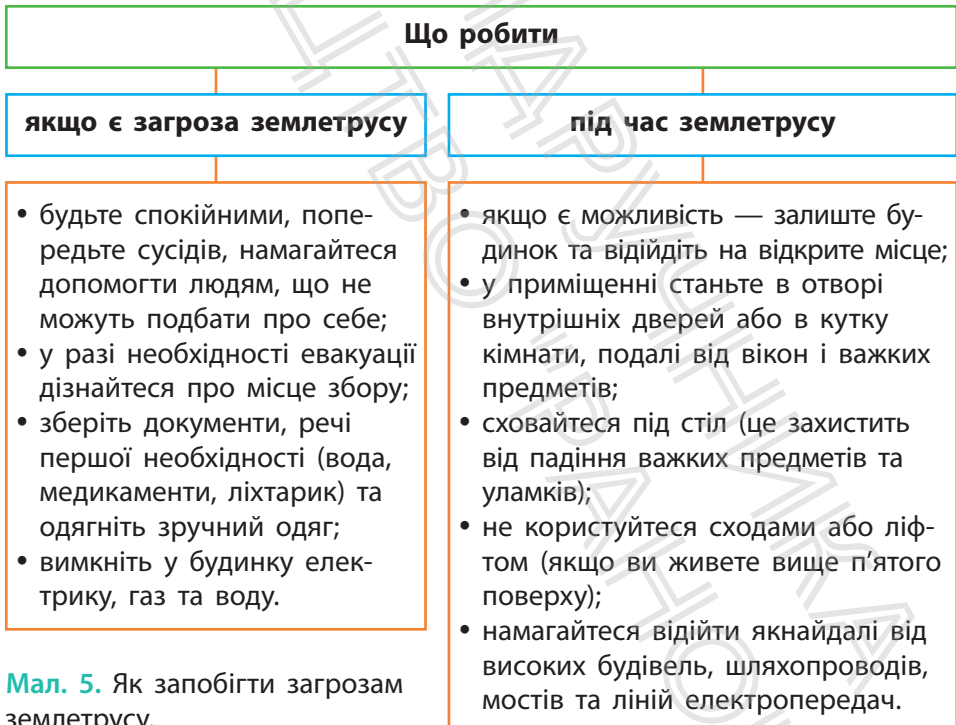 Що робити
якщо є загроза землетрусу
під час землетрусу
• будьте спокійними, попе-
редьте сусідів, намагайтеся
допомогти людям, що не
можуть подбати про себе;
• у разі необхідності евакуації
дізнайтеся про місце збору;
• зберіть документи, речі
першої необхідності (вода,
медикаменти, ліхтарик) та
одягніть зручний одяг;
• вимкніть у будинку елек-
трику, газ та воду.
• якщо є можливість — залиште бу-
динок та відійдіть на відкрите місце;
• у приміщенні станьте в отворі
внутрішніх дверей або в кутку
кімнати, подалі від вікон і важких
предметів;
• сховайтеся під стіл (це захистить
від падіння важких предметів та
уламків);
• не користуйтеся сходами або ліф-
том (якщо ви живете вище п’ятого
поверху);
• намагайтеся відійти якнайдалі від
високих будівель, шляхопроводів,
мостів та ліній електропередач.
Мал. 5. Як запобігти загрозам
землетрусу.